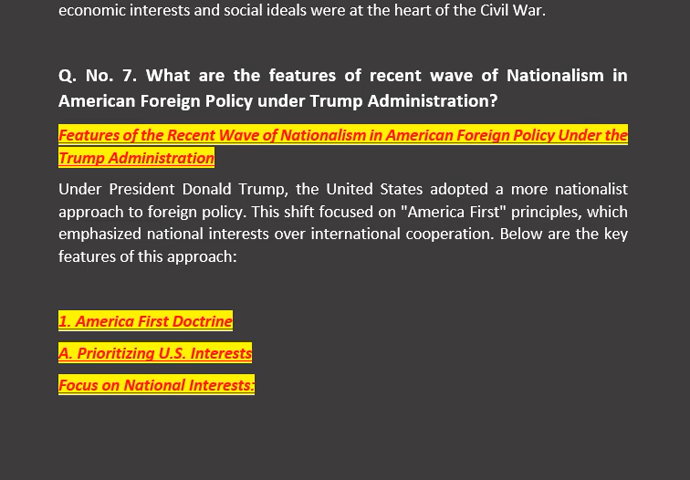 economic interests and social ideals were at the heart of the Civil War.
Q. No. 7. What are the features of recent wave of Nationalism in
American Foreign Policy under Trump Administration?
Features of the Recent Wave of Nationalism in American Foreign Policy Under the
Trump Administration
Under President Donald Trump, the United States adopted a more nationalist
approach to foreign policy. This shift focused on "America First" principles, which
emphasized national interests over international cooperation. Below are the key
features of this approach:
1. America First Doctrine
A. Prioritizing U.S. Interests
Focus on National Interests: